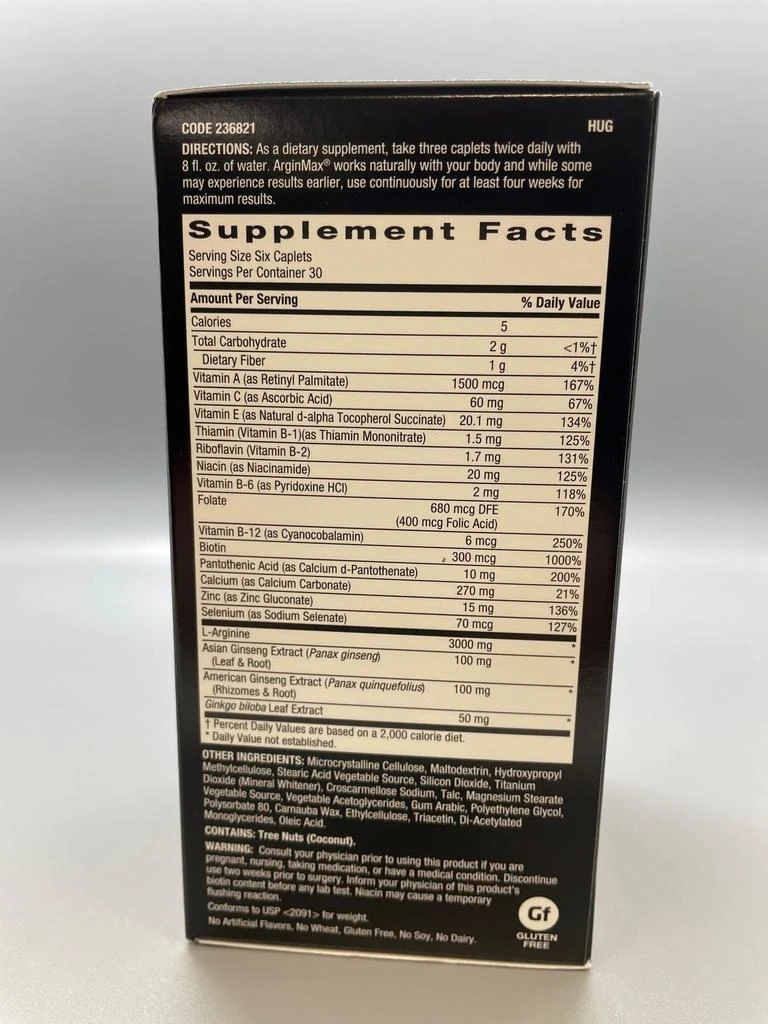 CODE 236821 HUG
DIRECTIONS: As a dietary supplement, take three caplets twice daily with
8 fl. oz. of water. ArginMax® works naturally with your body and while some
may experience results earlier, use continuously for at least four weeks for
maximum results.
Supplement Facts
Serving Size Six Caplets
Servings Per Container 30
Amount Per Serving % Daily Value
Calories 5
Total Carbohydrate 2 g <1%†
Dietary Fiber 1 g 4%†
Vitamin A (as Retinyl Palmitate) 1500 mcg 167%
Vitamin C (as Ascorbic Acid) 60 mg 67%
Vitamin E (as Natural d-alpha Tocopherol Succinate) 20.1 mg 134%
Thiamin (Vitamin B-1)(as Thiamin Mononitrate) 1.5 mg 125%
Riboflavin (Vitamin B-2) 1.7 mg 131%
Niacin (as Niacinamide) 20 mg 125%
Vitamin B-6 (as Pyridoxine HCl) 2 mg 118%
Folate 680 mcg DFE 170%
(400 mcg Folic Acid)
Vitamin B-12 (as Cyanocobalamin) 6 mcg 250%
Biotin 300 mcg 1000%
Pantothenic Acid (as Calcium d-Pantothenate) 10 mg 200%
Calcium (as Calcium Carbonate) 270 mg 21%
Zinc (as Zinc Gluconate) 15 mg 136%
Selenium (as Sodium Selenate) 70 mcg 127%
L-Arginine 3000 mg *
Asian Ginseng Extract (Panax ginseng) 100 mg *
(Leaf & Root)
American Ginseng Extract (Panax quinquefolius) 100 mg *
(Rhizomes & Root)
Ginkgo biloba Leaf Extract 50 mg *
† Percent Daily Values are based on a 2,000 calorie diet.
* Daily Value not established.
OTHER INGREDIENTS: Microcrystalline Cellulose, Maltodextrin, Hydroxypropyl
Methylcellulose, Stearic Acid Vegetable Source, Silicon Dioxide, Titanium
Dioxide (Mineral Whitener), Croscarmellose Sodium, Talc, Magnesium Stearate
Vegetable Source, Vegetable Acetoglycerides, Gum Arabic, Polyethylene Glycol,
Polysorbate 80, Carnauba Wax, Ethylcellulose, Triacetin, Di-Acetylated
Monoglycerides, Oleic Acid.
CONTAINS: Tree Nuts (Coconut).
WARNING: Consult your physician prior to using this product if you are
pregnant, nursing, taking medication, or have a medical condition. Discontinue
use two weeks prior to surgery. Inform your physician of this product's
biotin content before any lab test. Niacin may cause a temporary
flushing reaction.
Conforms to USP <2091> for weight.
No Artificial Flavors, No Wheat, Gluten Free, No Soy, No Dairy.
Gf
GLUTEN
FREE